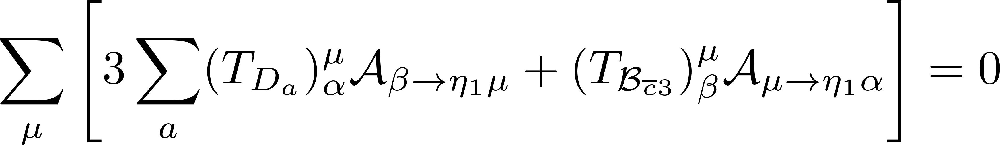 \sum_{\mu} \left[ 3 \sum_{a} (T_{D_a})^{\mu}_{\alpha} \mathcal{A}_{\beta \to \eta_1 \mu} + (T_{\mathcal{B}_{\overline{c}3}})^{\mu}_{\beta} \mathcal{A}_{\mu \to \eta_1 \alpha} \right] = 0